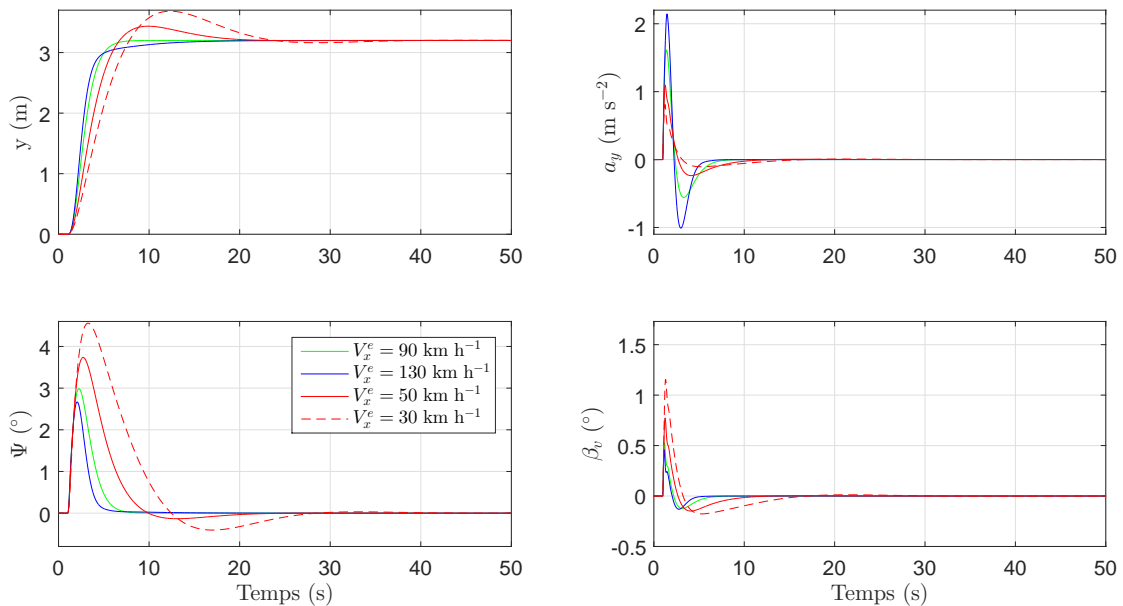 y (m)
3
2
1
0
0 10 20 30 40 50
a_y (m s⁻²)
2
1
0
-1
0 10 20 30 40 50
Ψ (°)
4
3
2
1
0
V_x^e = 90 km h⁻¹
V_x^e = 130 km h⁻¹
V_x^e = 50 km h⁻¹
V_x^e = 30 km h⁻¹
0 10 20 30 40 50
Temps (s)
β_v (°)
1.5
1
0.5
0
-0.5
0 10 20 30 40 50
Temps (s)